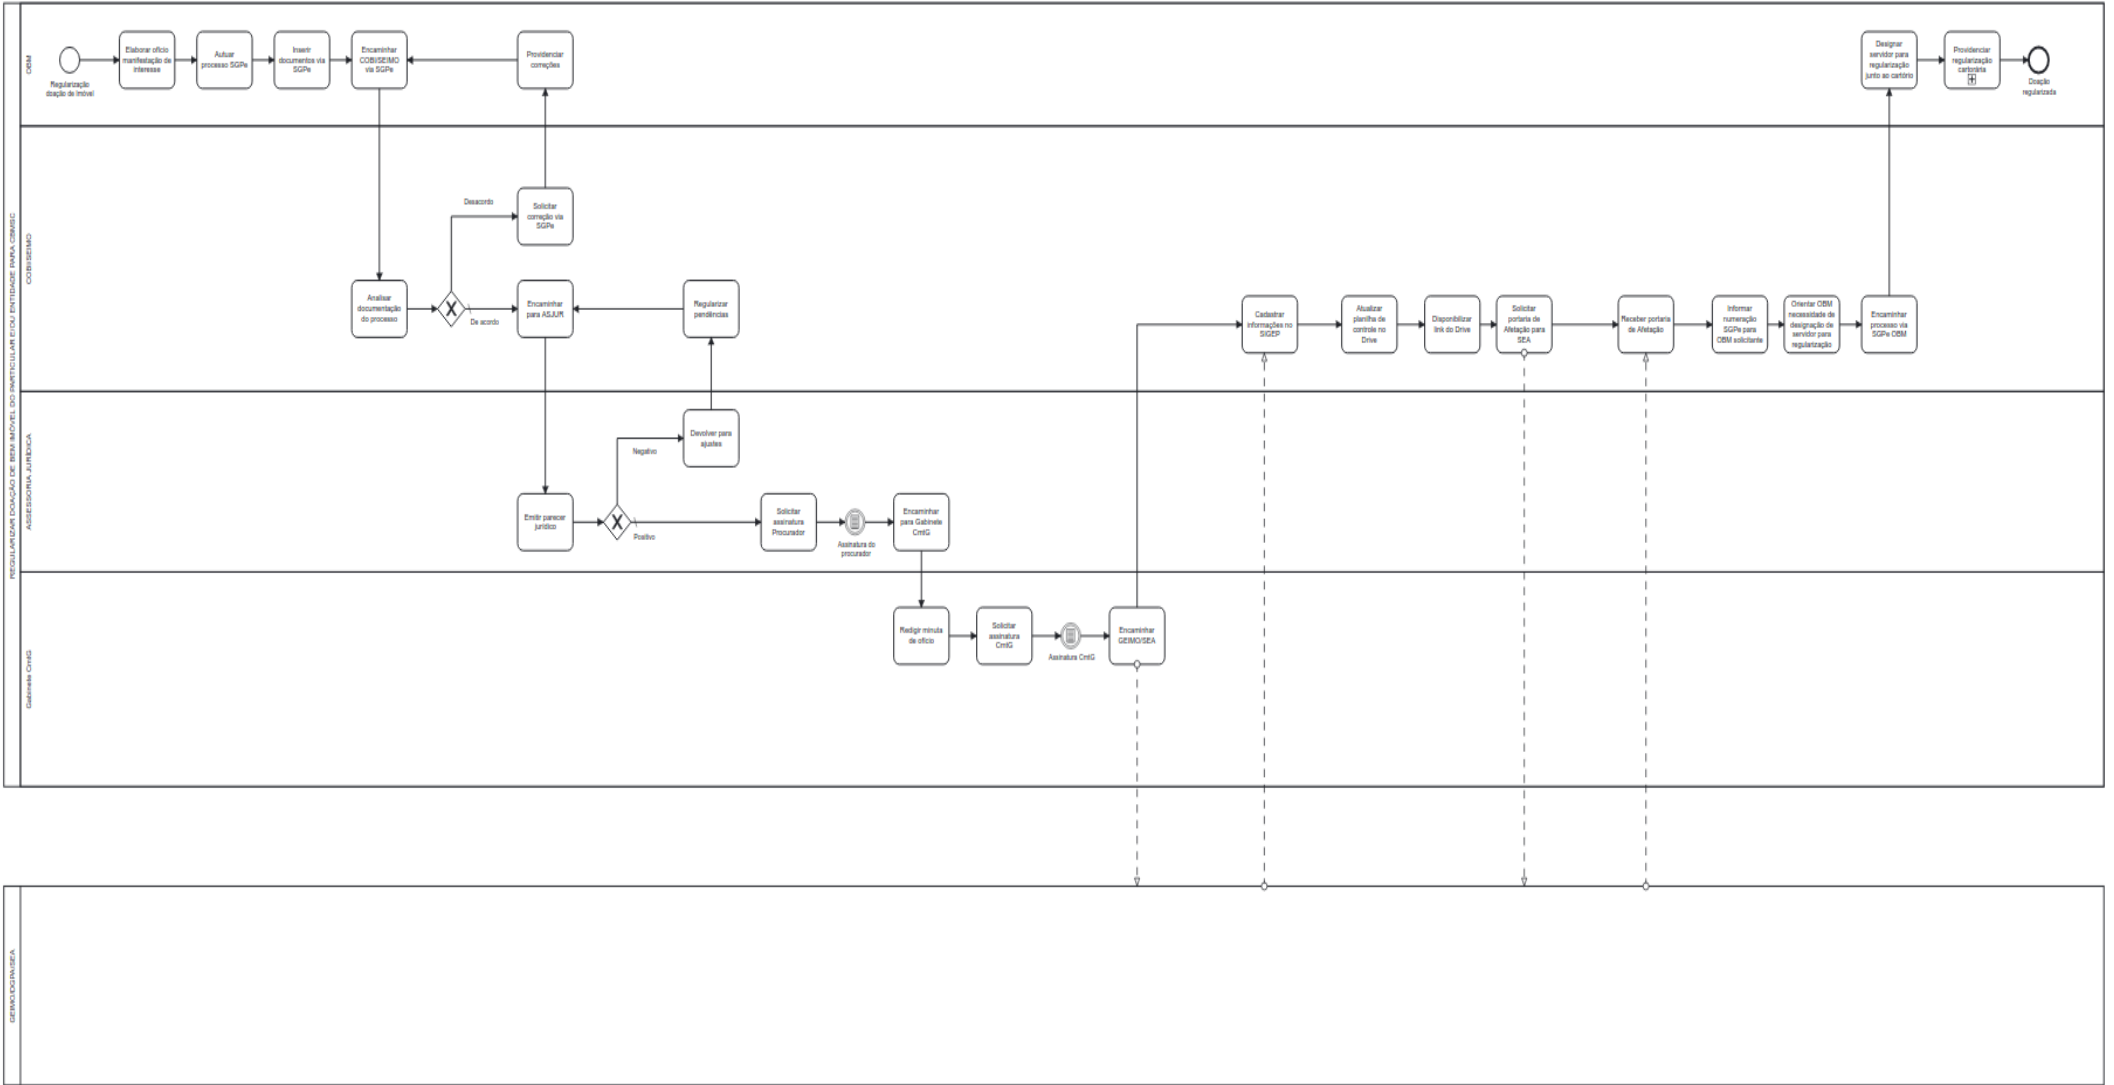 REGULARIZAR DOAÇÃO DE BEM IMÓVEL DO PARTICULAR E/OU ENTIDADE PARA CBMSC
OBM
Regularização
doação de Imóvel
Elaborar ofício
manifestação de
interesse
Autuar
processo SGPe
Inserir
documentos via
SGPe
Encaminhar
COBI/SEIMO
via SGPe
Providenciar
correções
Designar
servidor para
regularização
junto ao cartório
Providenciar
regularização
cartorária
Doação
regularizada
COBI/SEIMO
Analisar
documentação
do processo
Desacordo
De acordo
Solicitar
correção via
SGPe
Encaminhar
para ASJUR
Regularizar
pendências
Cadastrar
informações no
SIGEP
Atualizar
planilha de
controle no
Drive
Disponibilizar
link do Drive
Solicitar
portaria de
Afetação para
SEA
Receber portaria
de Afetação
Informar
numeração
SGPe para
OBM solicitante
Orientar OBM
necessidade de
designação de
servidor para
regularização
Encaminhar
processo via
SGPe OBM
ASSESSORIA JURÍDICA
Emitir parecer
jurídico
Negativo
Positivo
Devolver para
ajustes
Solicitar
assinatura
Procurador
Assinatura do
procurador
Encaminhar
para Gabinete
CmtG
Gabinete CmtG
Redigir minuta
de ofício
Solicitar
assinatura
CmtG
Assinatura CmtG
Encaminhar
GEIMO/SEA
GEIMO/DGPA/SEA